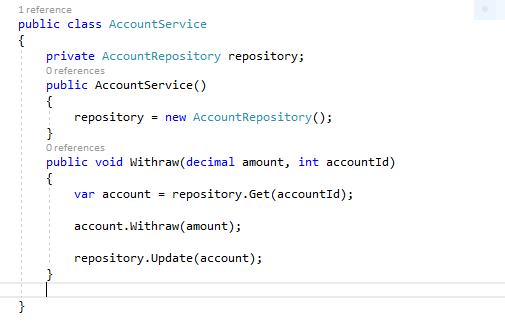 1 reference
public class AccountService
{
private AccountRepository repository;
0 references
public AccountService()
{
repository = new AccountRepository();
}
0 references
public void Withraw(decimal amount, int accountId)
{
var account = repository.Get(accountId);
account.Withraw(amount);
repository.Update(account);
}
}